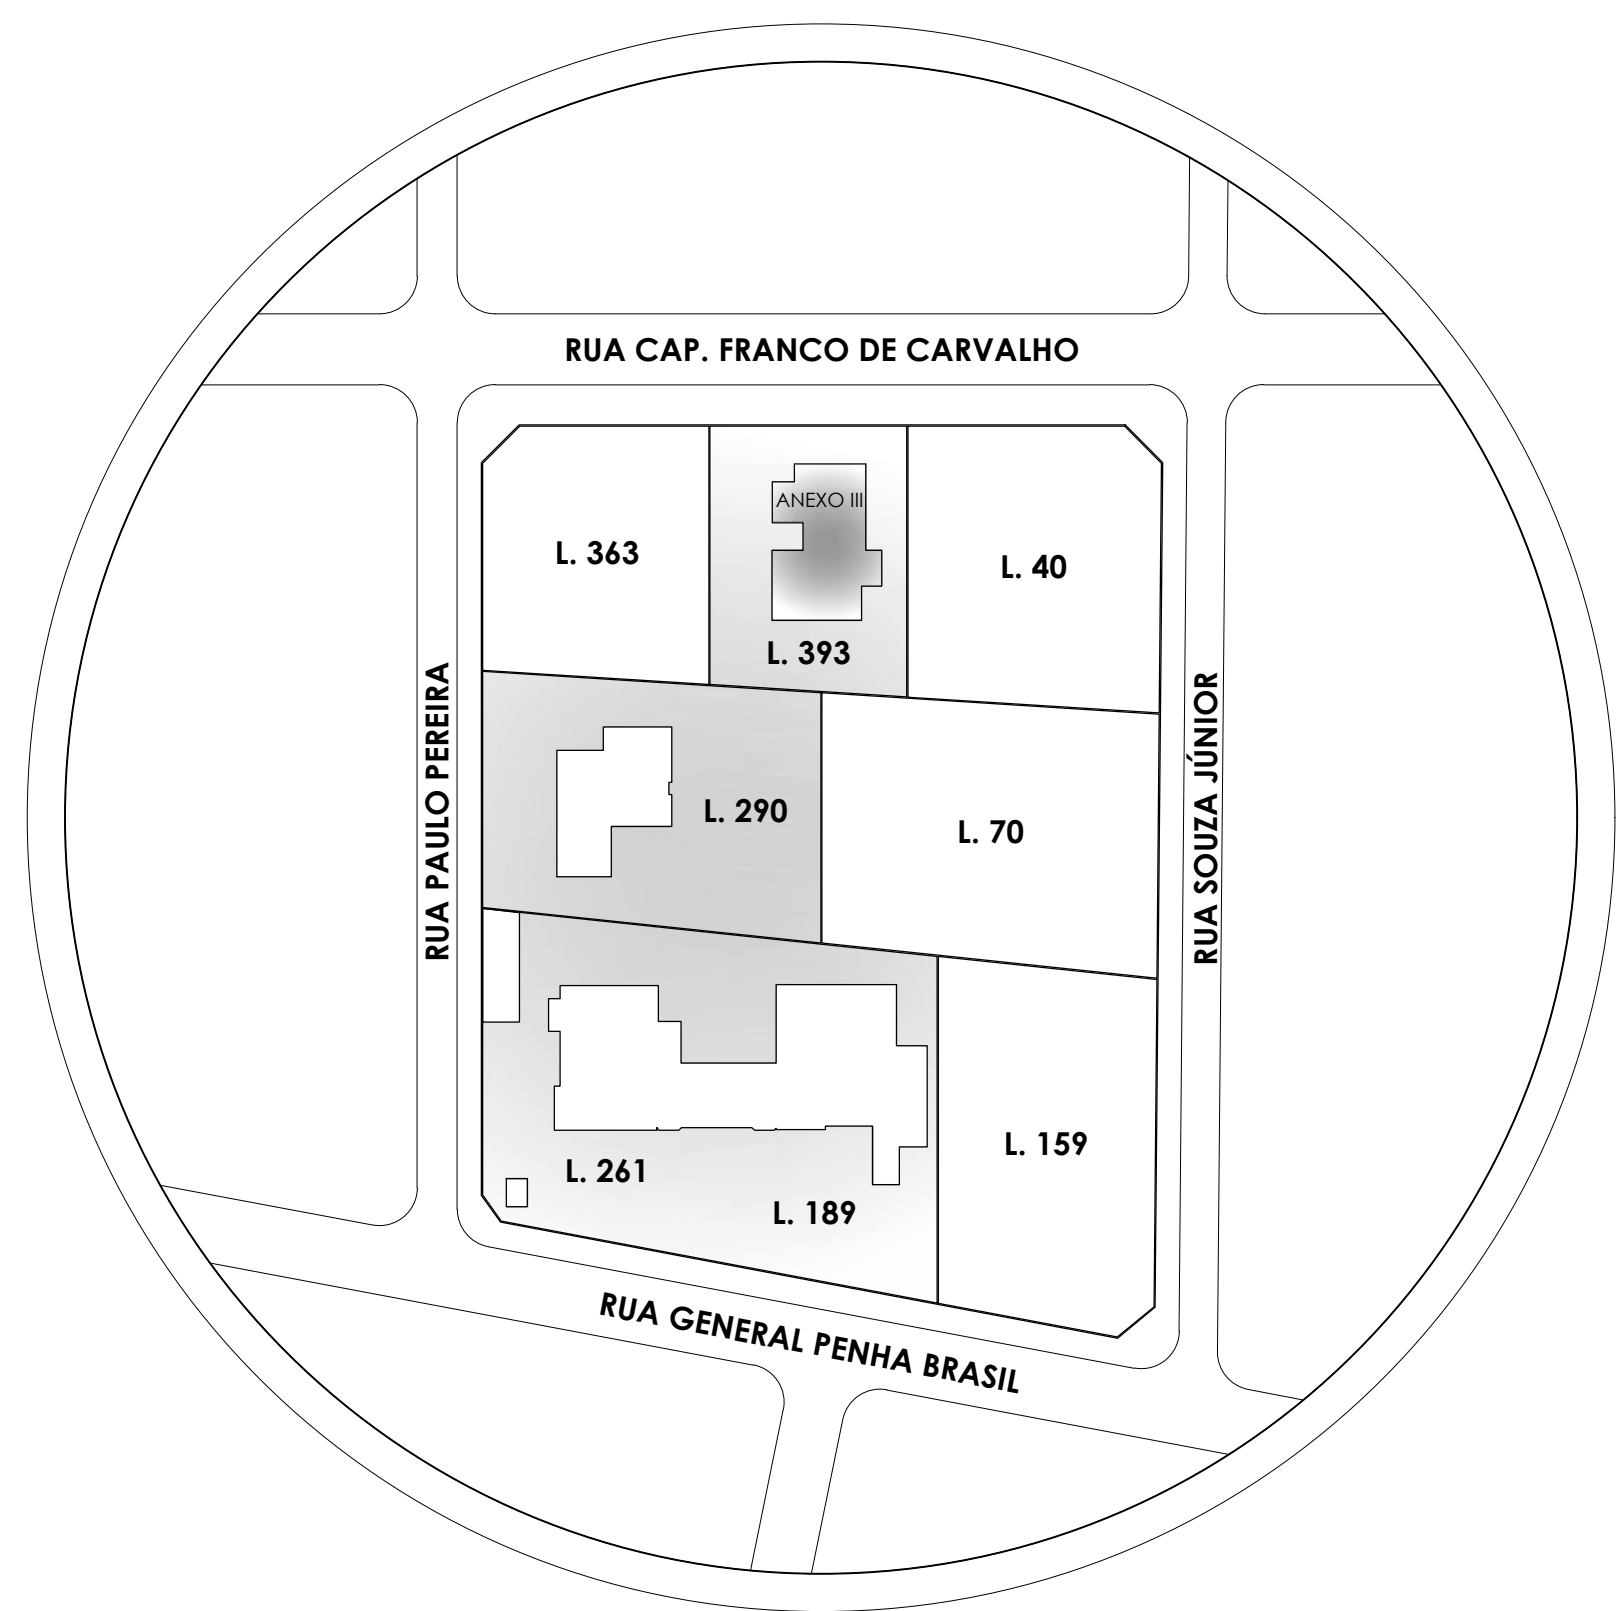 RUA CAP. FRANCO DE CARVALHO
ANEXO III
L. 363
L. 40
L. 393
RUA PAULO PEREIRA
RUA SOUZA JÚNIOR
L. 290
L. 70
L. 159
L. 261
L. 189
RUA GENERAL PENHA BRASIL